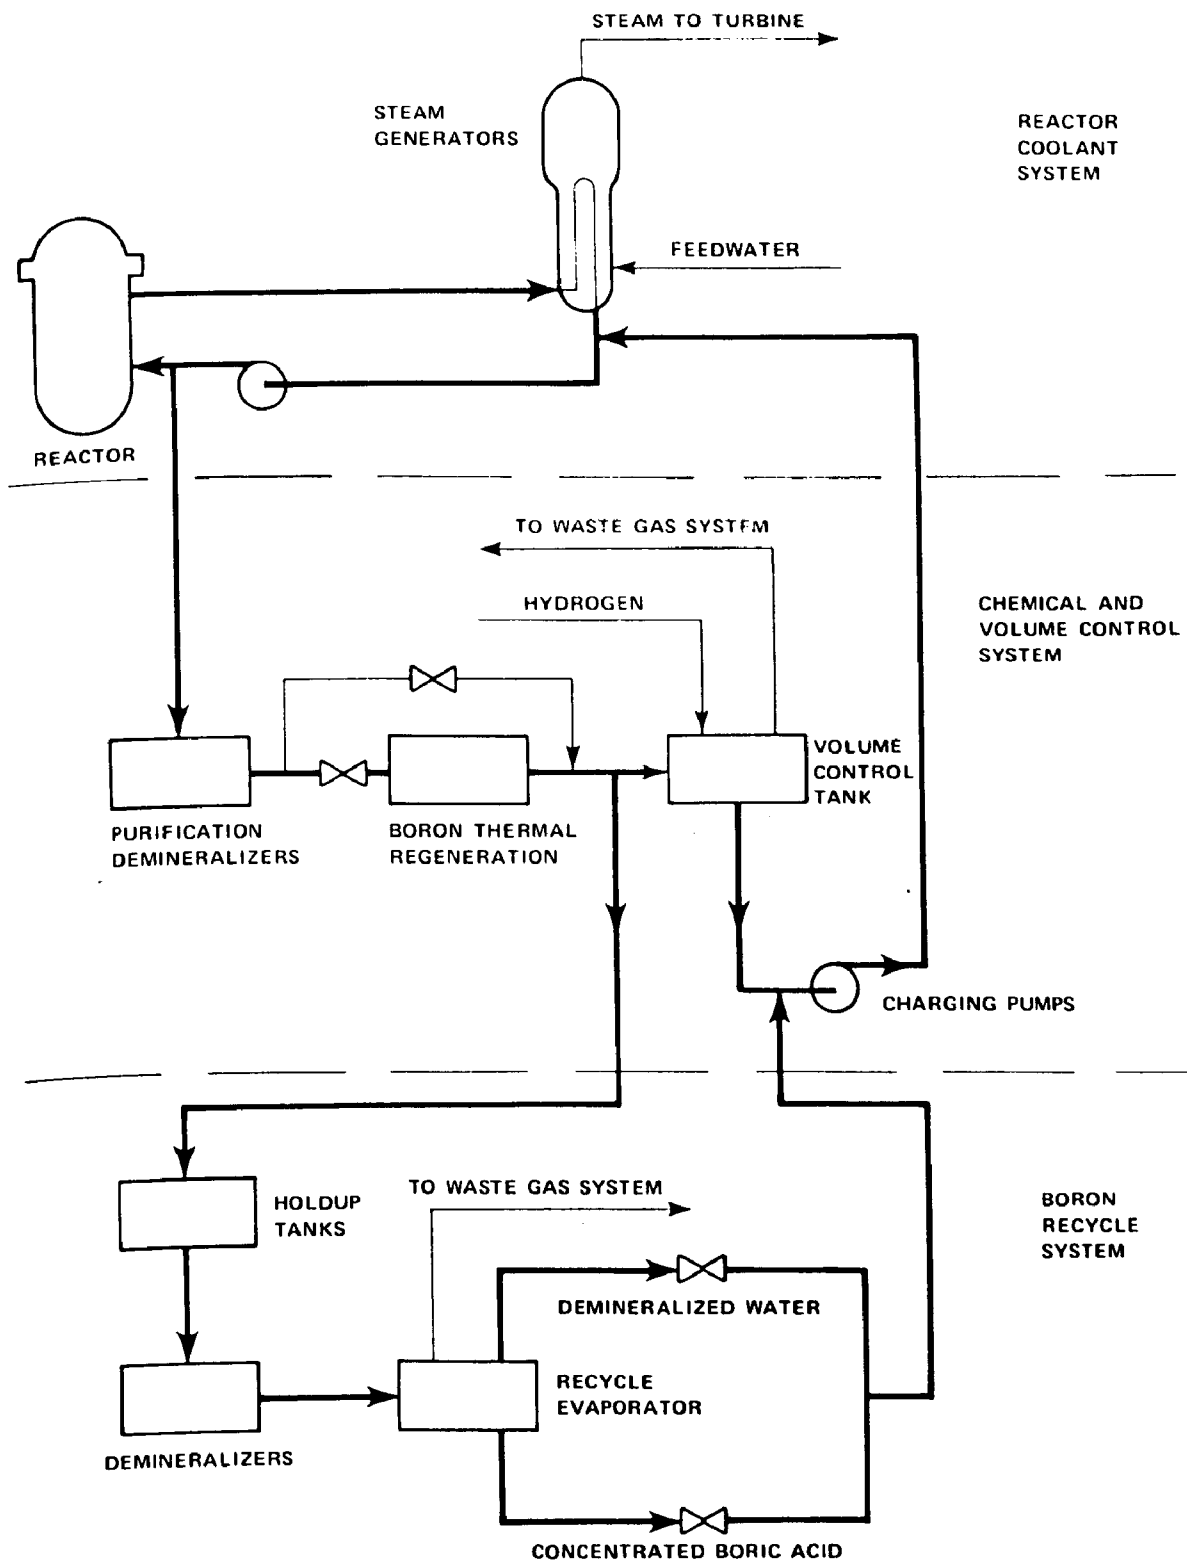 STEAM TO TURBINE
STEAM
GENERATORS
REACTOR
COOLANT
SYSTEM
FEEDWATER
REACTOR
TO WASTE GAS SYSTEM
HYDROGEN
CHEMICAL AND
VOLUME CONTROL
SYSTEM
VOLUME
CONTROL
TANK
PURIFICATION
DEMINERALIZERS
BORON THERMAL
REGENERATION
CHARGING PUMPS
HOLDUP
TANKS
TO WASTE GAS SYSTEM
BORON
RECYCLE
SYSTEM
DEMINERALIZED WATER
RECYCLE
EVAPORATOR
DEMINERALIZERS
CONCENTRATED BORIC ACID